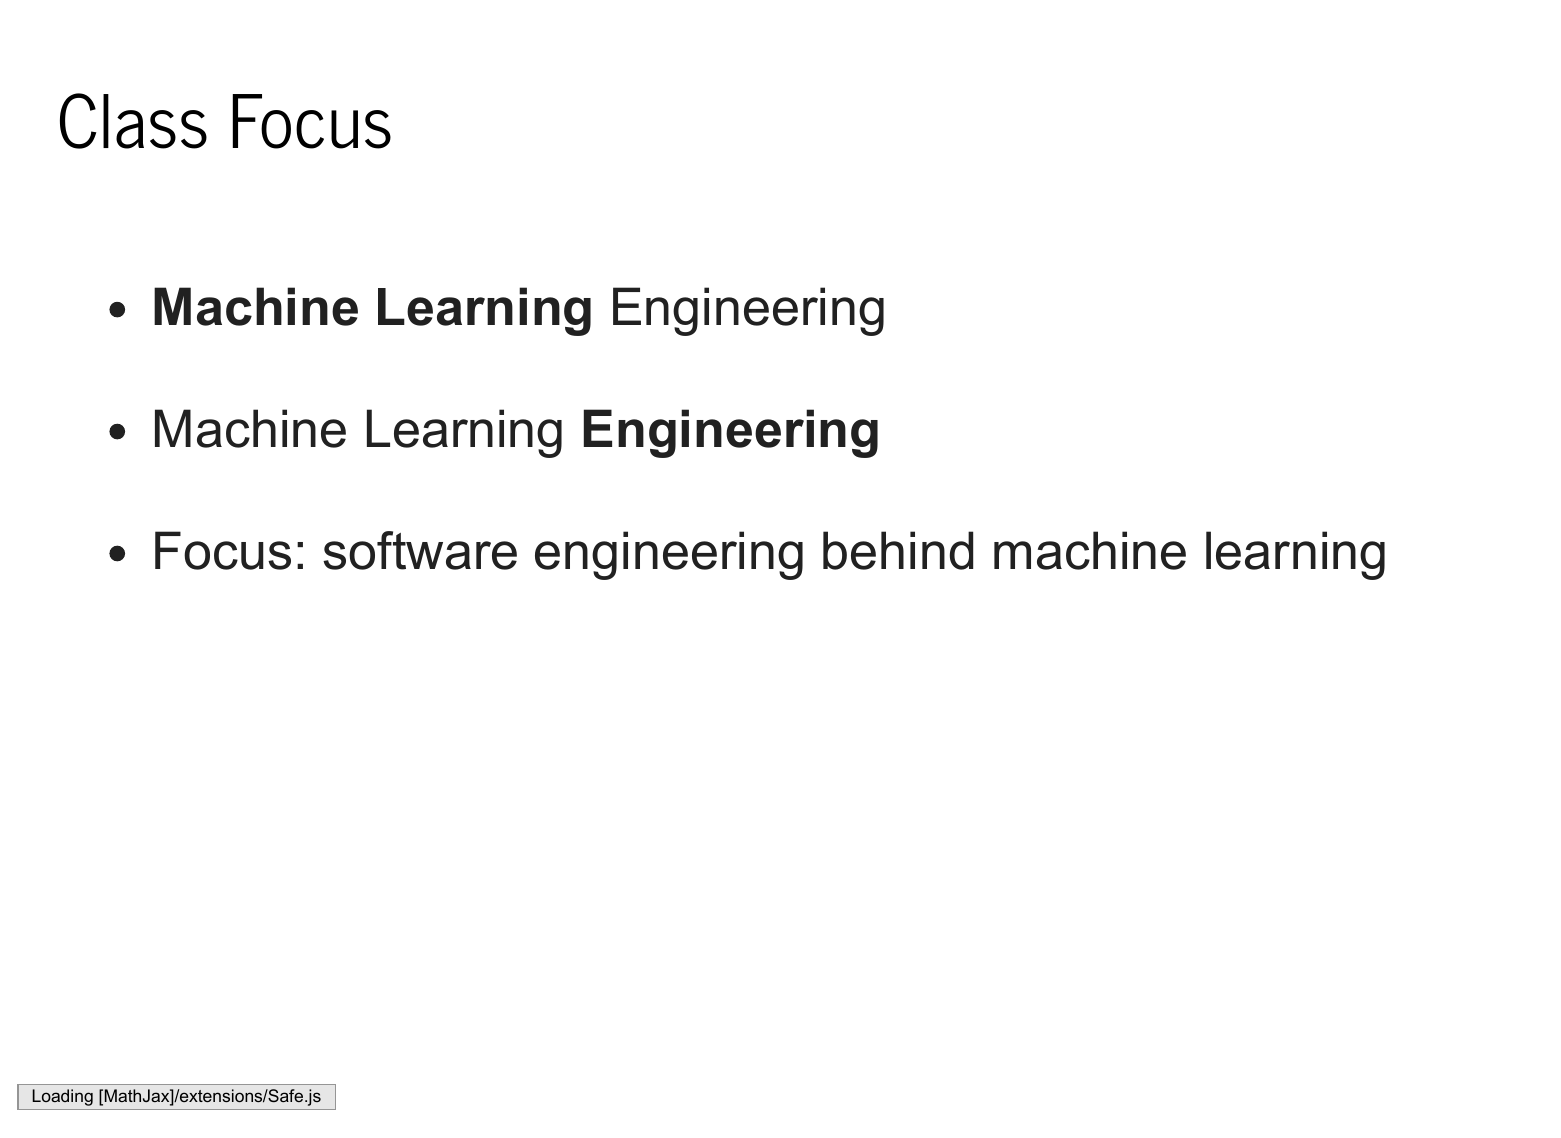 Class Focus
Machine Learning Engineering
Machine Learning Engineering
Focus: software engineering behind machine learning
Loading [MathJax]/extensions/Safe.js